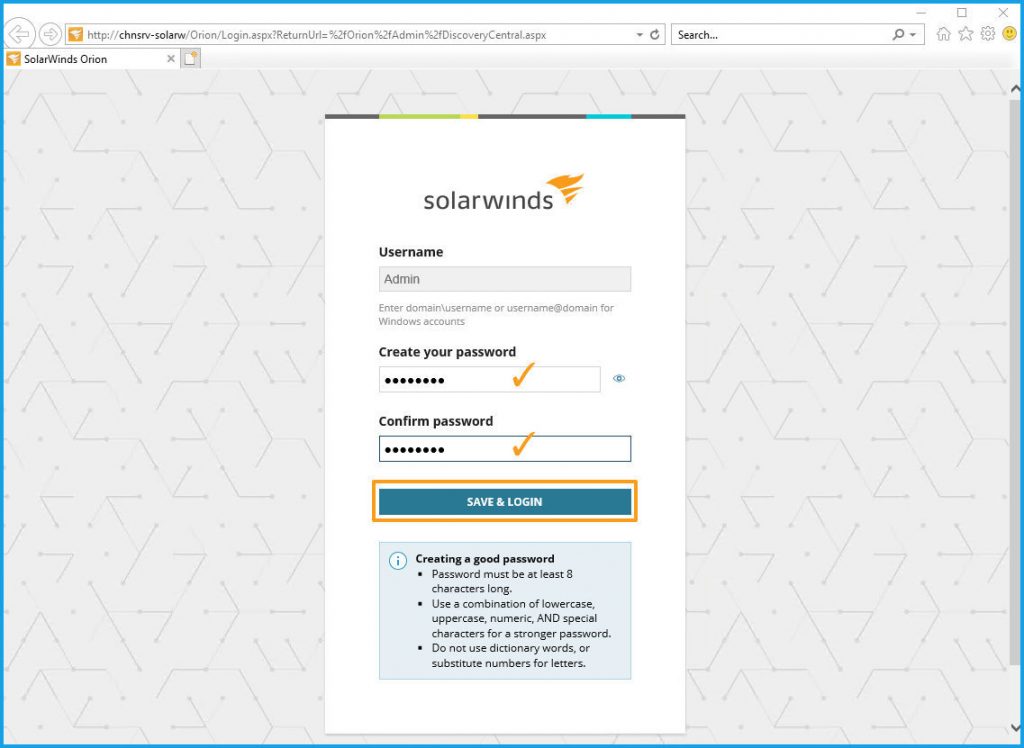 http://chnsrv-solarw/Orion/Login.aspx?ReturnUrl=%2fOrion%2fAdmin%2fDiscoveryCentral.aspx
Search...
SolarWinds Orion
solarwinds
Username
Admin
Enter domain\username or username@domain for
Windows accounts
Create your password
Confirm password
SAVE & LOGIN
Creating a good password
▪ Password must be at least 8
characters long.
▪ Use a combination of lowercase,
uppercase, numeric, AND special
characters for a stronger password.
▪ Do not use dictionary words, or
substitute numbers for letters.